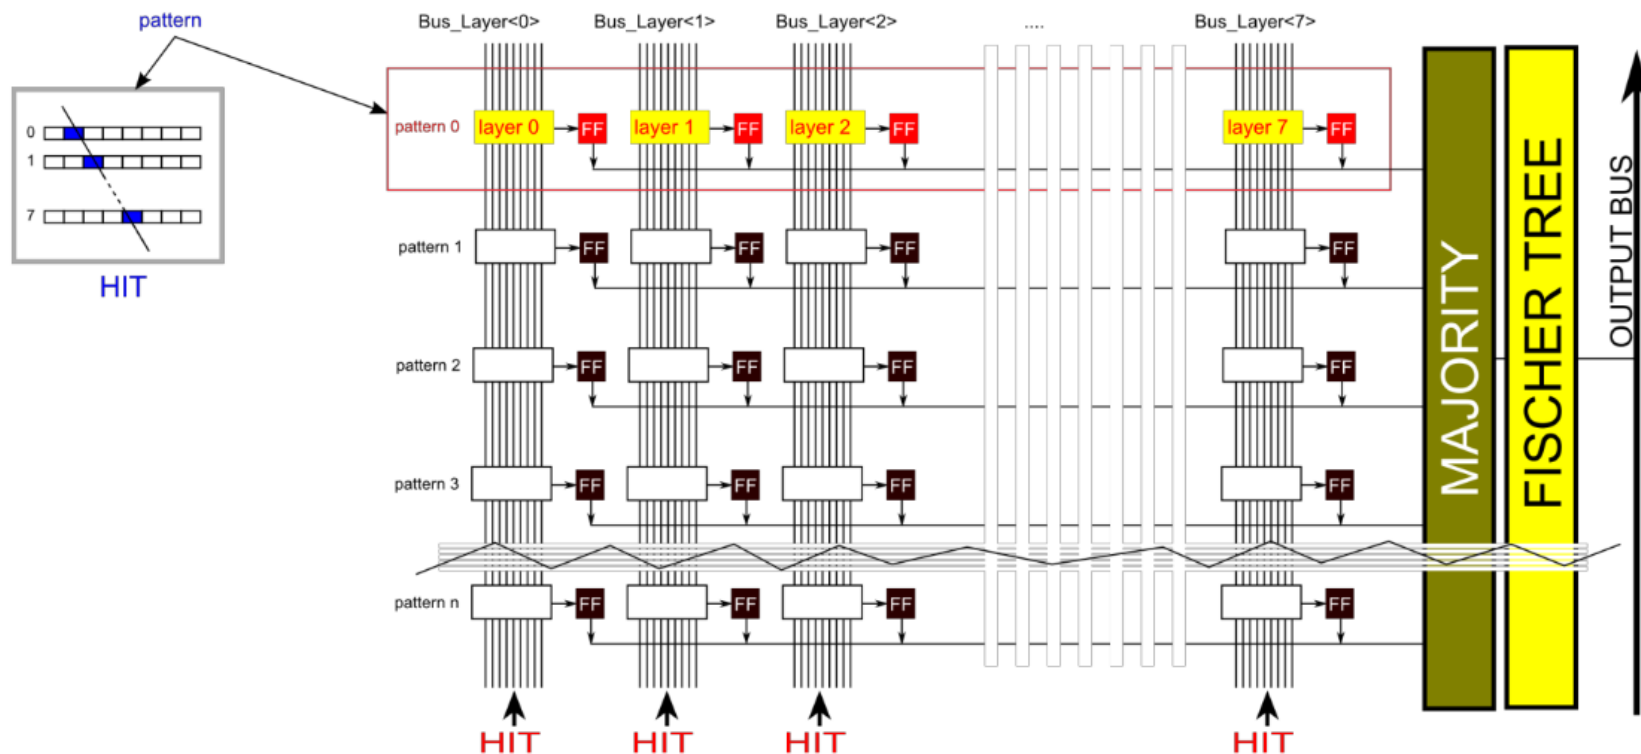 pattern
0
1
7
HIT
Bus_Layer<0>
Bus_Layer<1>
Bus_Layer<2>
....
Bus_Layer<7>
pattern 0
layer 0
FF
layer 1
FF
layer 2
FF
layer 7
FF
pattern 1
FF
FF
FF
FF
pattern 2
FF
FF
FF
FF
pattern 3
FF
FF
FF
FF
pattern n
FF
FF
FF
FF
HIT
HIT
HIT
HIT
MAJORITY
FISCHER TREE
OUTPUT BUS